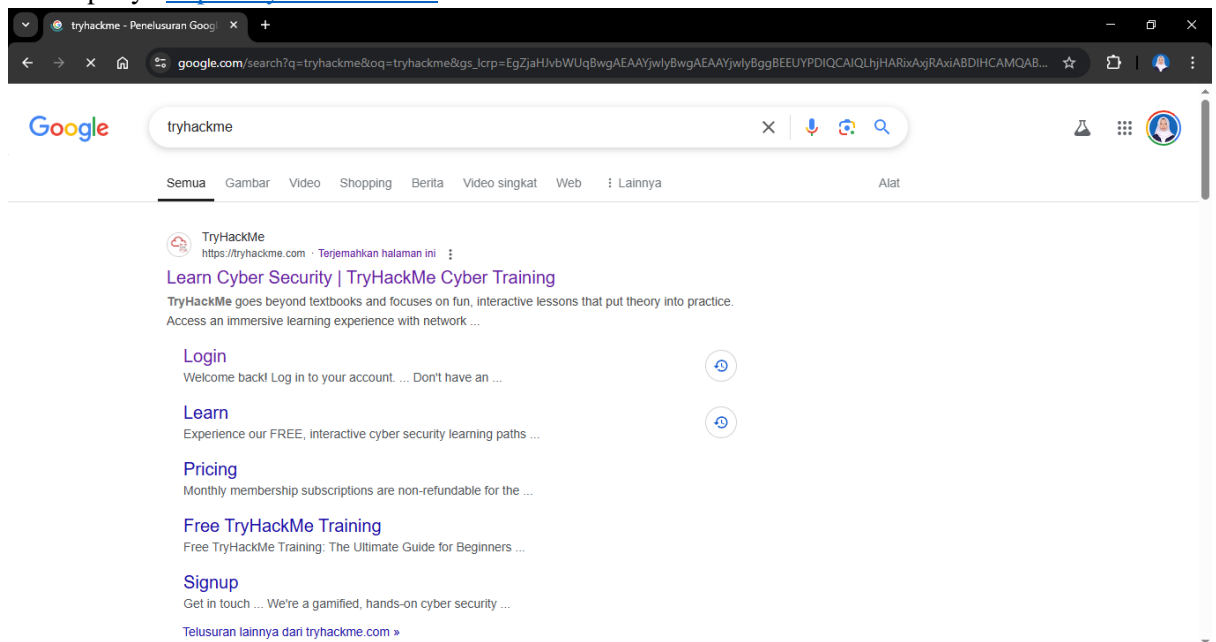 tryhackme - Penelusuran Googl
google.com/search?q=tryhackme&oq=tryhackme&gs_lcrp=EgZjaHJvbWUqBwgAEAAYjwIyBwgAEAAYjwIyBggBEEUYPDIQCAIQLhjHARixAxjRAxiABDIHCAMQAB...
Google
tryhackme
Semua Gambar Video Shopping Berita Video singkat Web Lainnya Alat
TryHackMe
https://tryhackme.com · Terjemahkan halaman ini
Learn Cyber Security | TryHackMe Cyber Training
TryHackMe goes beyond textbooks and focuses on fun, interactive lessons that put theory into practice.
Access an immersive learning experience with network ...
Login
Welcome back! Log in to your account. ... Don't have an ...
Learn
Experience our FREE, interactive cyber security learning paths ...
Pricing
Monthly membership subscriptions are non-refundable for the ...
Free TryHackMe Training
Free TryHackMe Training: The Ultimate Guide for Beginners ...
Signup
Get in touch ... We're a gamified, hands-on cyber security ...
Telusuran lainnya dari tryhackme.com »